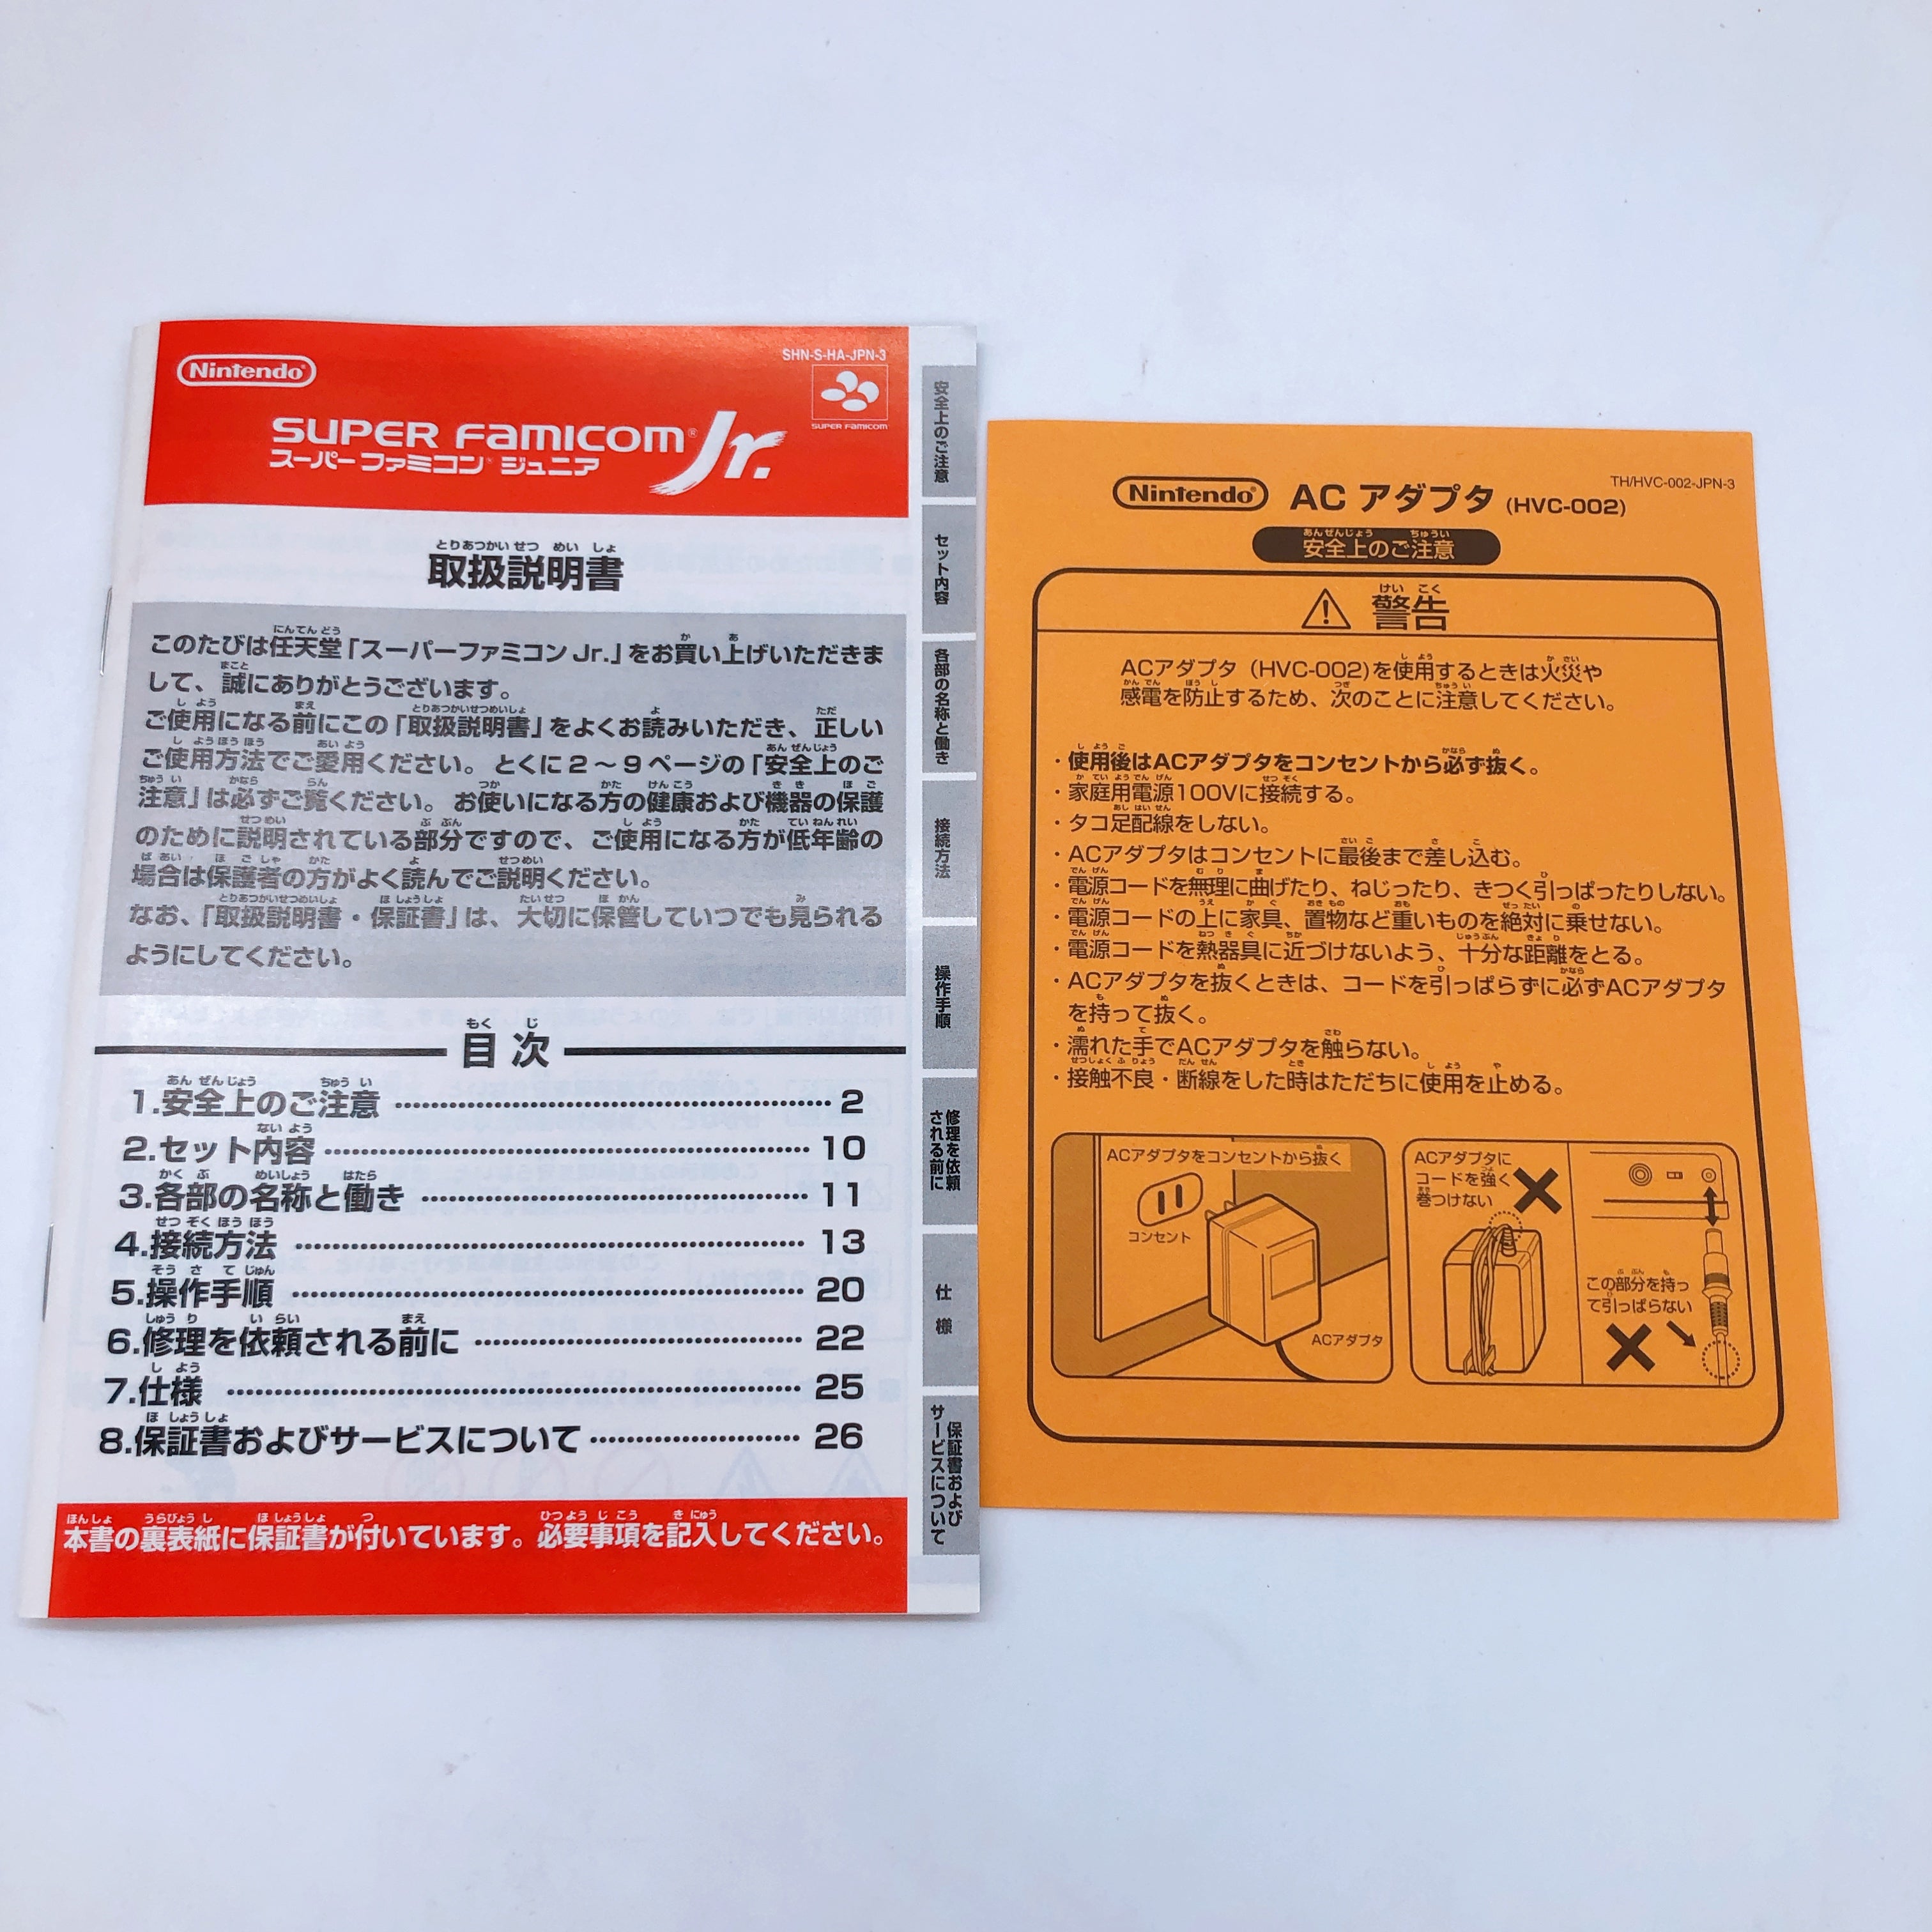 Nintendo®
SHN-S-HA-JPN-3
SUPER FAMICOM
SUPER FAMICOM® Jr.
スーパーファミコン® ジュニア
取扱説明書
このたびは任天堂「スーパーファミコン Jr.」をお買い上げいただきま
して、誠にありがとうございます。
ご使用になる前にこの「取扱説明書」をよくお読みいただき、正しい
ご使用方法でご愛用ください。とくに2～9ページの「安全上のご
注意」は必ずご覧ください。お使いになる方の健康および機器の保護
のために説明されている部分ですので、ご使用になる方が低年齢の
場合は保護者の方がよく読んでご説明ください。
なお、「取扱説明書・保証書」は、大切に保管していつでも見られる
ようにしてください。
目次
1.安全上のご注意 2
2.セット内容 10
3.各部の名称と働き 11
4.接続方法 13
5.操作手順 20
6.修理を依頼される前に 22
7.仕様 25
8.保証書およびサービスについて 26
本書の裏表紙に保証書が付いています。必要事項を記入してください。
安全上のご注意
セット内容
各部の名称と働き
接続方法
操作手順
修理を依頼
される前に
仕様
保証書および
サービスについて
TH/HVC-002-JPN-3
Nintendo® AC アダプタ (HVC-002)
安全上のご注意
警告
ACアダプタ（HVC-002)を使用するときは火災や
感電を防止するため、次のことに注意してください。
・使用後はACアダプタをコンセントから必ず抜く。
・家庭用電源100Vに接続する。
・タコ足配線をしない。
・ACアダプタはコンセントに最後まで差し込む。
・電源コードを無理に曲げたり、ねじったり、きつく引っぱったりしない。
・電源コードの上に家具、置物など重いものを絶対に乗せない。
・電源コードを熱器具に近づけないよう、十分な距離をとる。
・ACアダプタを抜くときは、コードを引っぱらずに必ずACアダプタ
を持って抜く。
・濡れた手でACアダプタを触らない。
・接触不良・断線をした時はただちに使用を止める。
ACアダプタをコンセントから抜く
コンセント
ACアダプタ
ACアダプタに
コードを強く
巻つけない
この部分を持っ
て引っぱらない